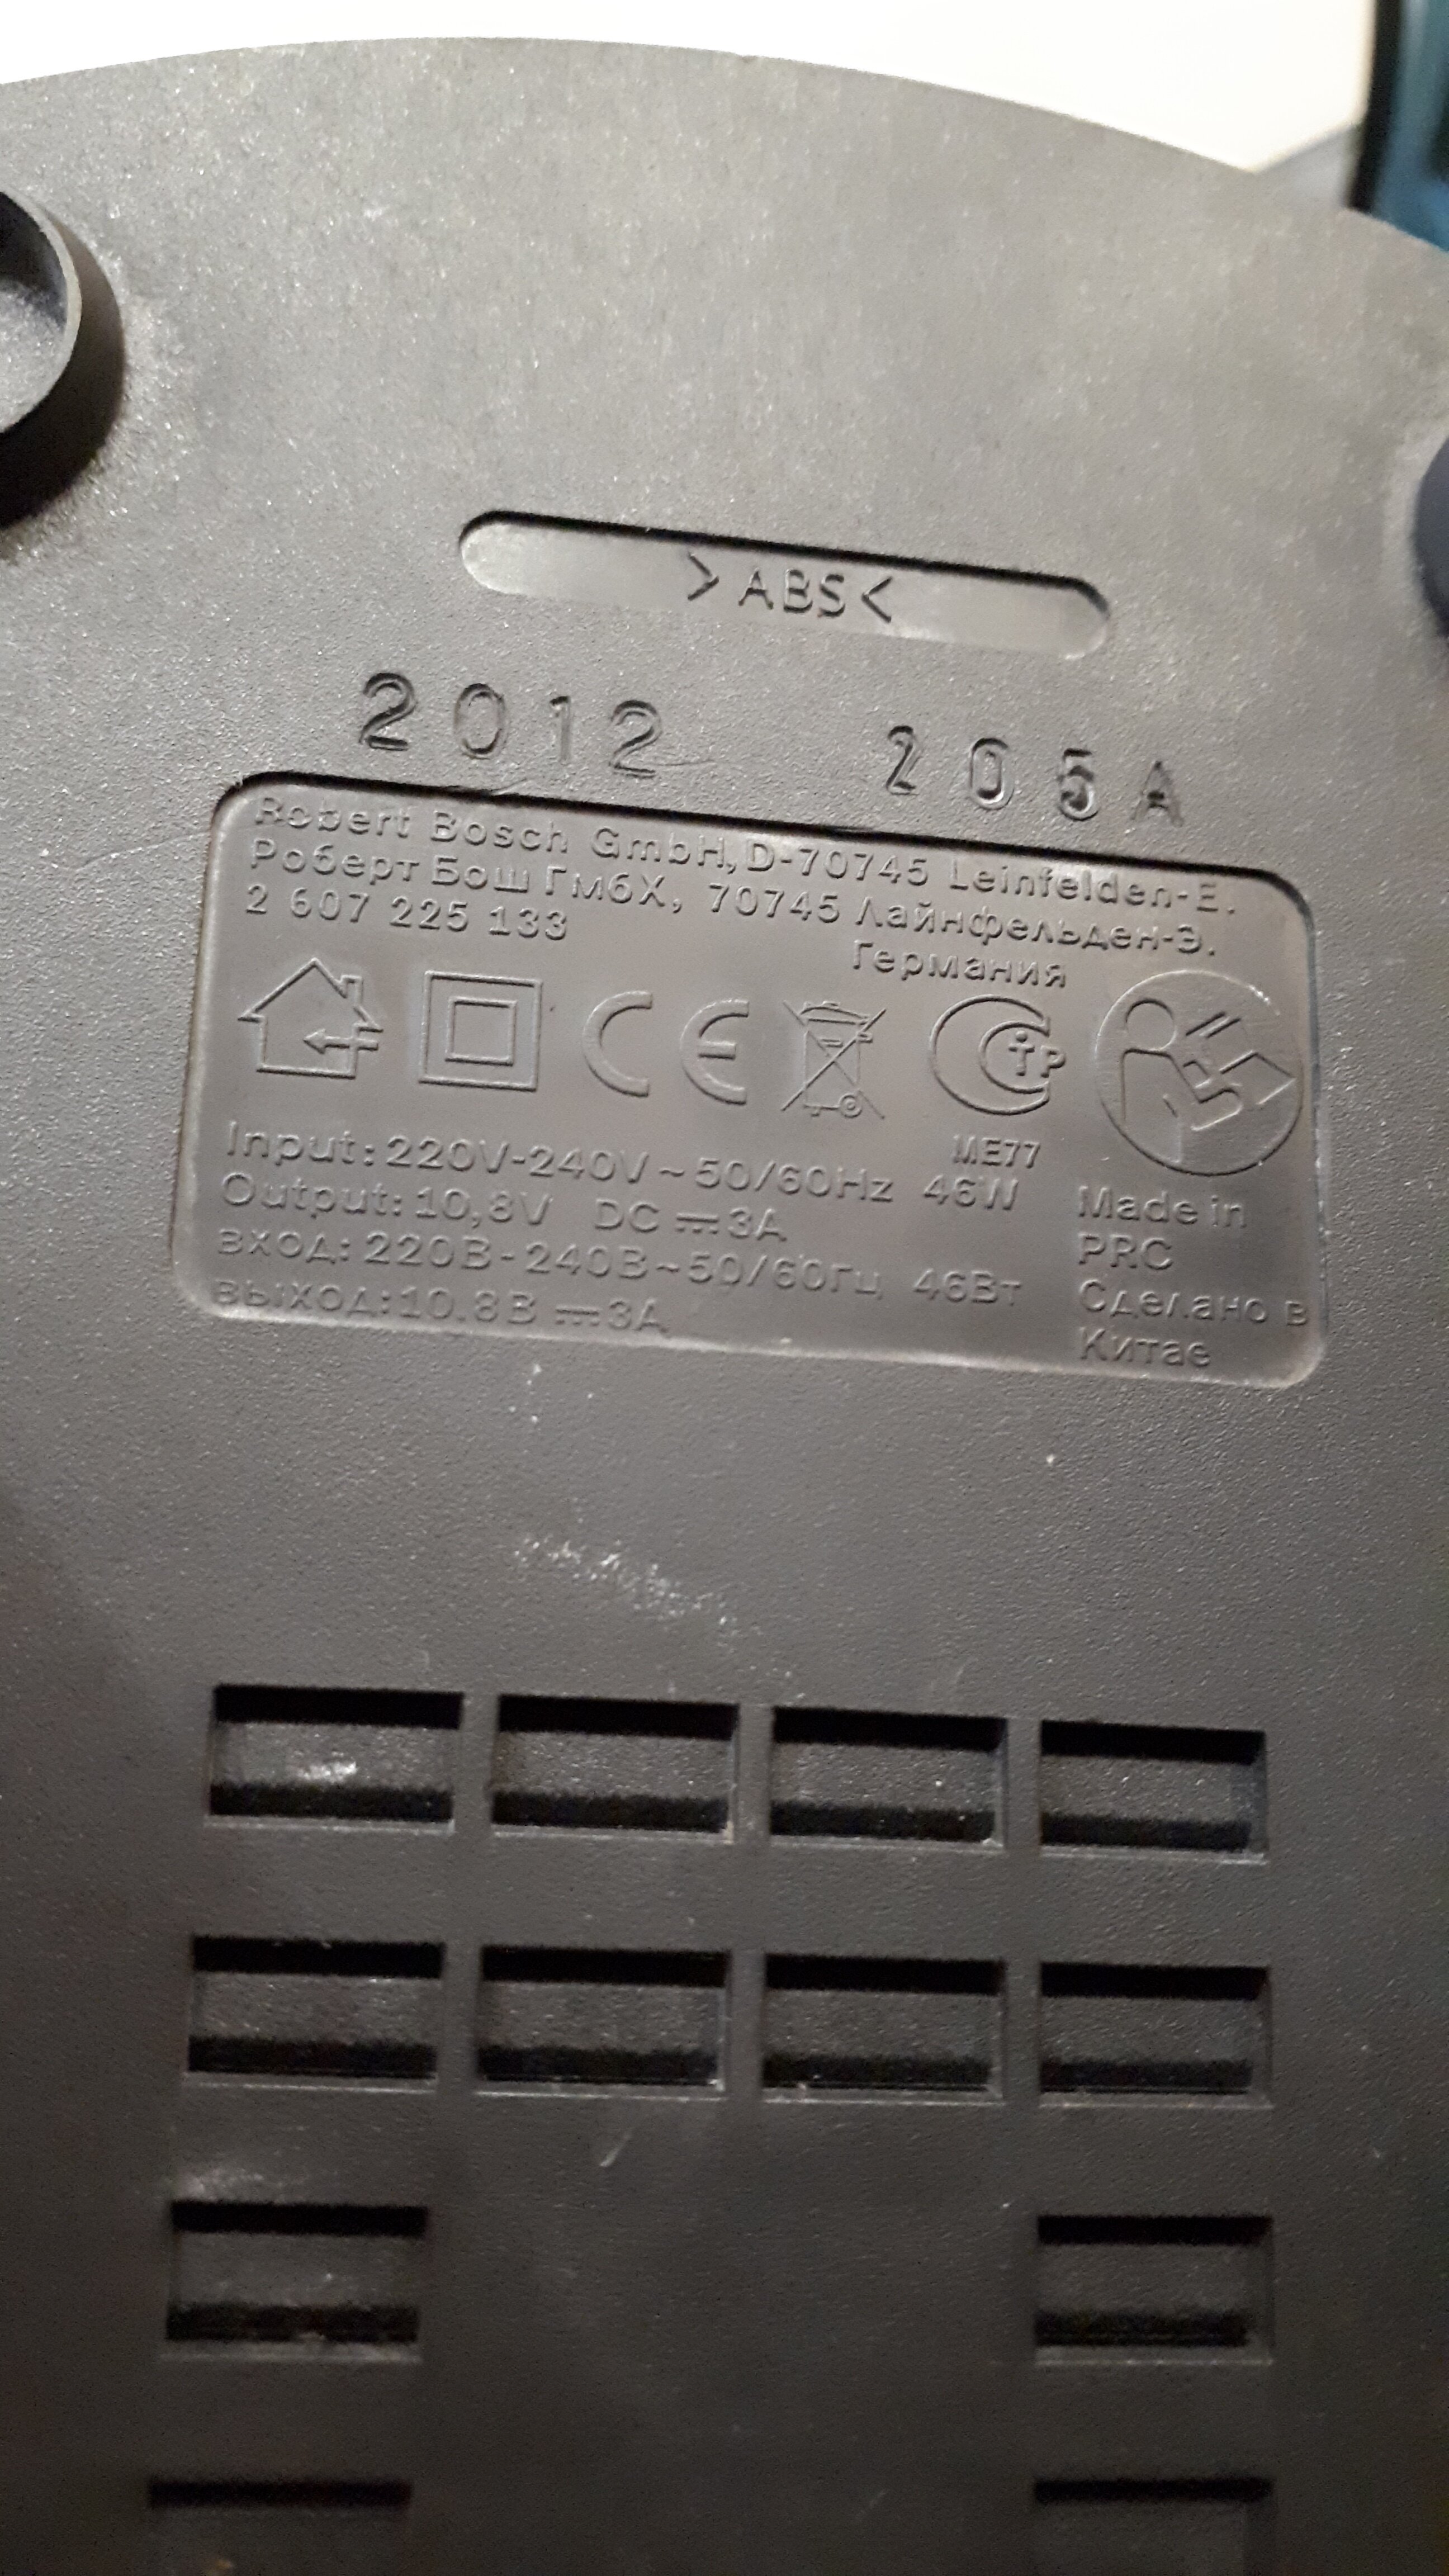 >ABS<
2012 205A
Robert Bosch GmbH, D-70745 Leinfelden-E.
Роберт Бош ГмбХ, 70745 Лайнфельден-Э.
2 607 225 133
Германия
CE
СТР
ME77
Input: 220V-240V~50/60Hz 46W
Output: 10,8V DC ⎓ 3A
вход: 220В-240В~50/60Гц 46Вт
выход: 10.8В ⎓ 3А
Made in
PRC
Сделано в
Китае